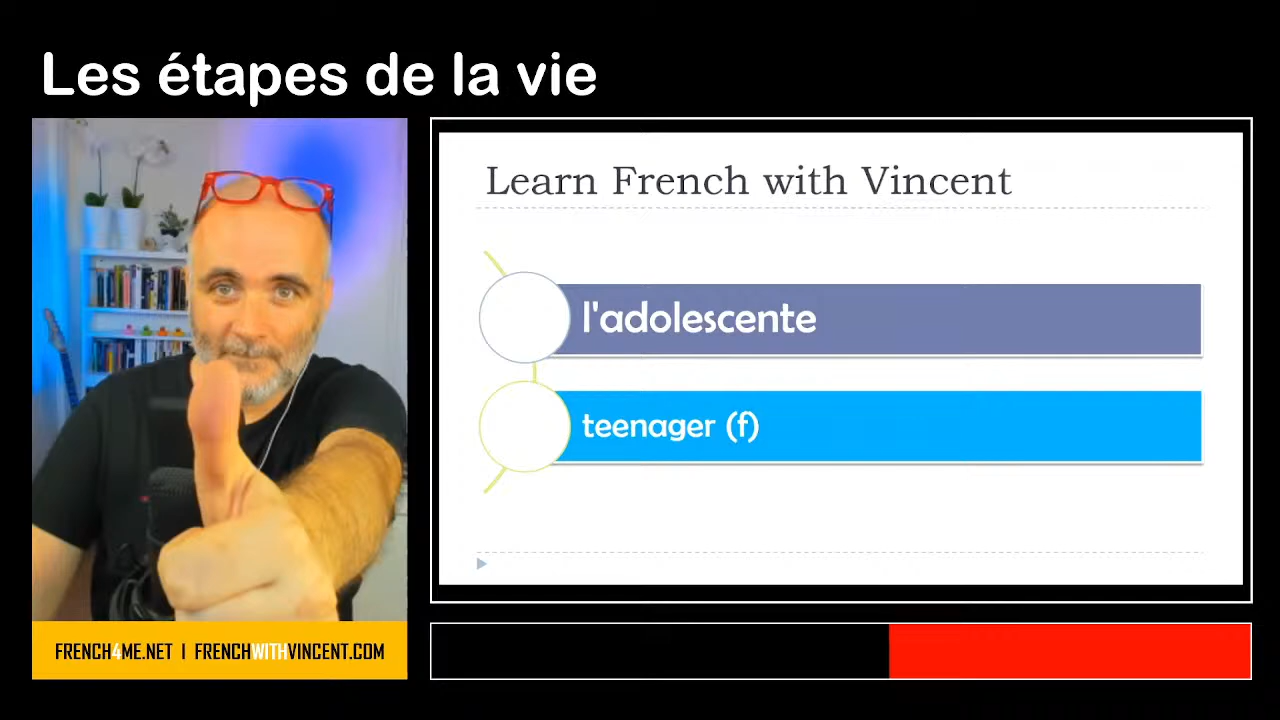 Les étapes de la vie
Learn French with Vincent
l'adolescente
teenager (f)
FRENCH4ME.NET I FRENCHWITHVINCENT.COM